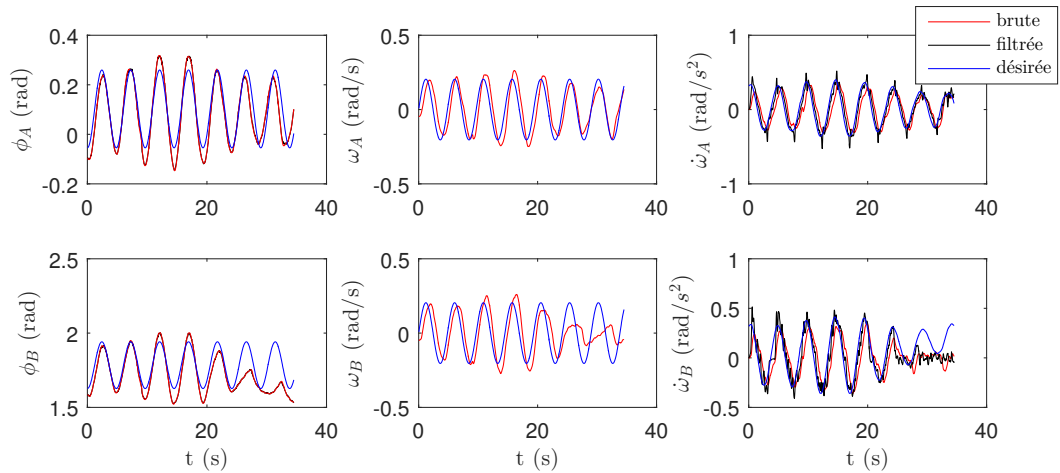 brute
filtrée
désirée
0.4
0.2
0
-0.2
ϕ_A (rad)
0 20 40
0.5
0
-0.5
ω_A (rad/s)
0 20 40
1
0
-1
ω̇_A (rad/s²)
0 20 40
2.5
2
1.5
ϕ_B (rad)
0 20 40
t (s)
0.5
0
-0.5
ω_B (rad/s)
0 20 40
t (s)
1
0.5
0
-0.5
ω̇_B (rad/s²)
0 20 40
t (s)